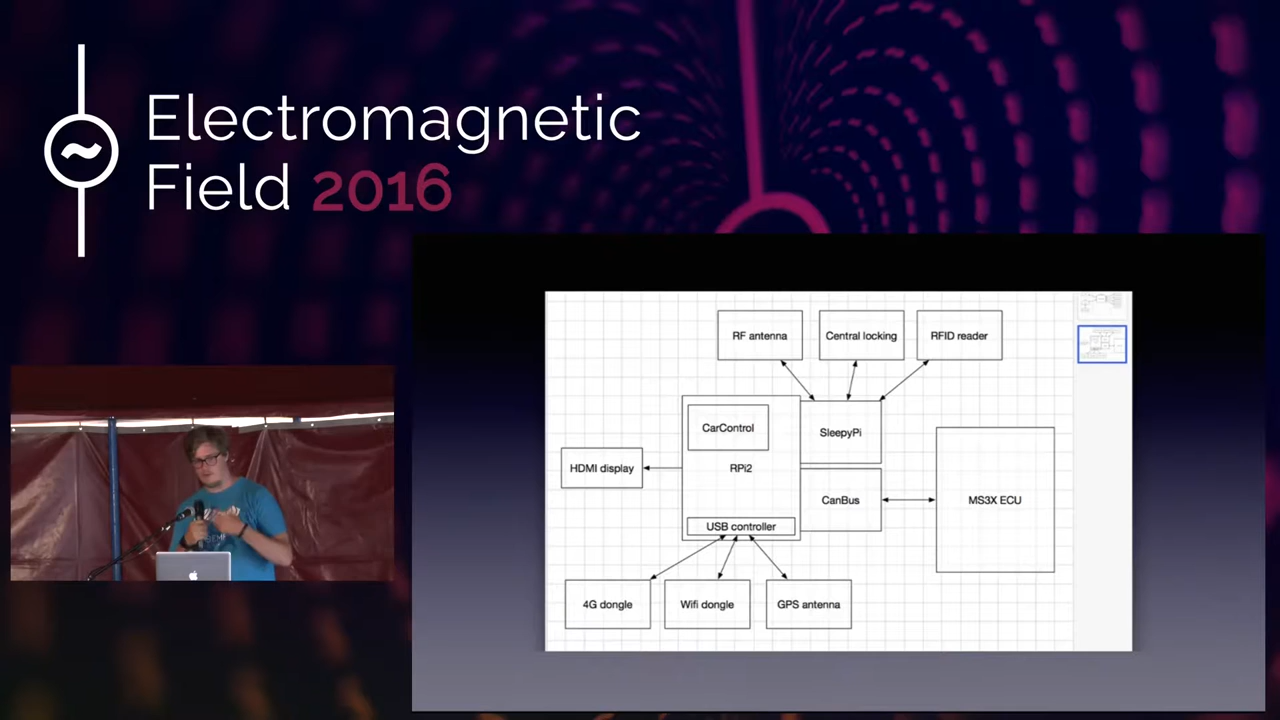 Electromagnetic
Field 2016
RF antenna
Central locking
RFID reader
CarControl
SleepyPi
HDMI display
RPi2
CanBus
MS3X ECU
USB controller
4G dongle
Wifi dongle
GPS antenna